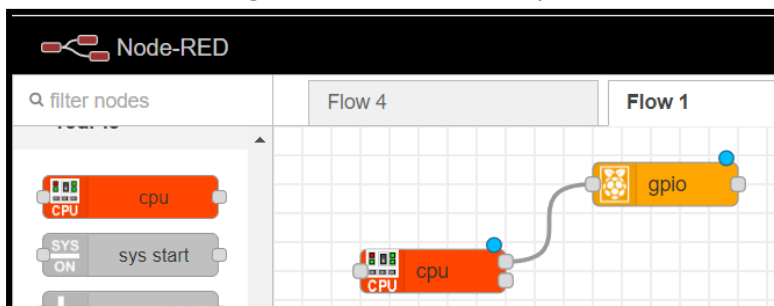 Node-RED
filter nodes
Flow 4
Flow 1
CPU
cpu
SYS
ON
sys start
CPU
cpu
gpio